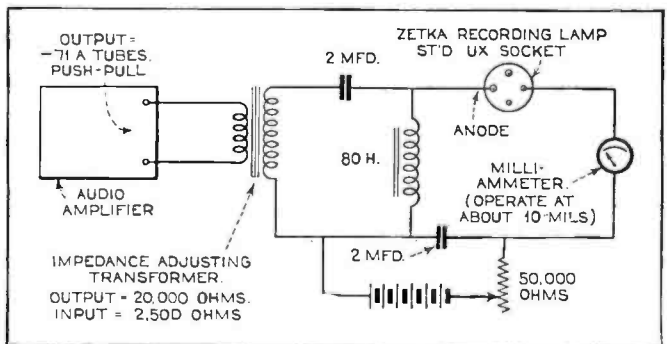 OUTPUT=
-71 A TUBES.
PUSH-PULL
AUDIO
AMPLIFIER
IMPEDANCE ADJUSTING
TRANSFORMER.
OUTPUT = 20,000 OHMS.
INPUT = 2,500 OHMS
2 MFD.
80 H.
2 MFD.
ZETKA RECORDING LAMP
ST'D UX SOCKET
ANODE
MILLI-
AMMETER.
(OPERATE AT
ABOUT 10-MILS)
50,000
OHMS